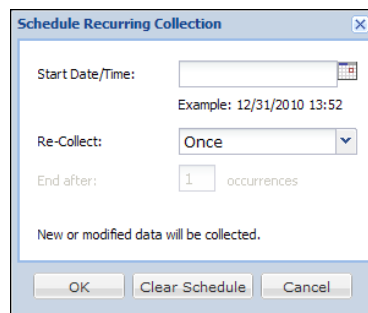 Schedule Recurring Collection
Start Date/Time:
Example: 12/31/2010 13:52
Re-Collect: Once
End after: 1 occurrences
New or modified data will be collected.
OK Clear Schedule Cancel